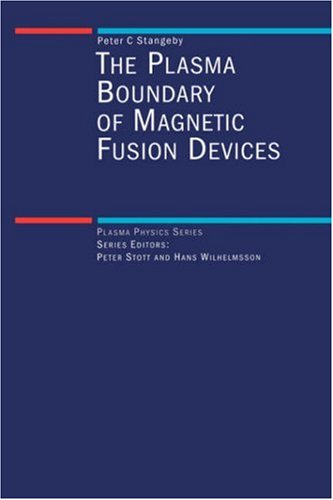 Peter C Stangeby
The Plasma
Boundary
of Magnetic
Fusion Devices
Plasma Physics Series
Series Editors:
Peter Stott and Hans Wilhelmsson